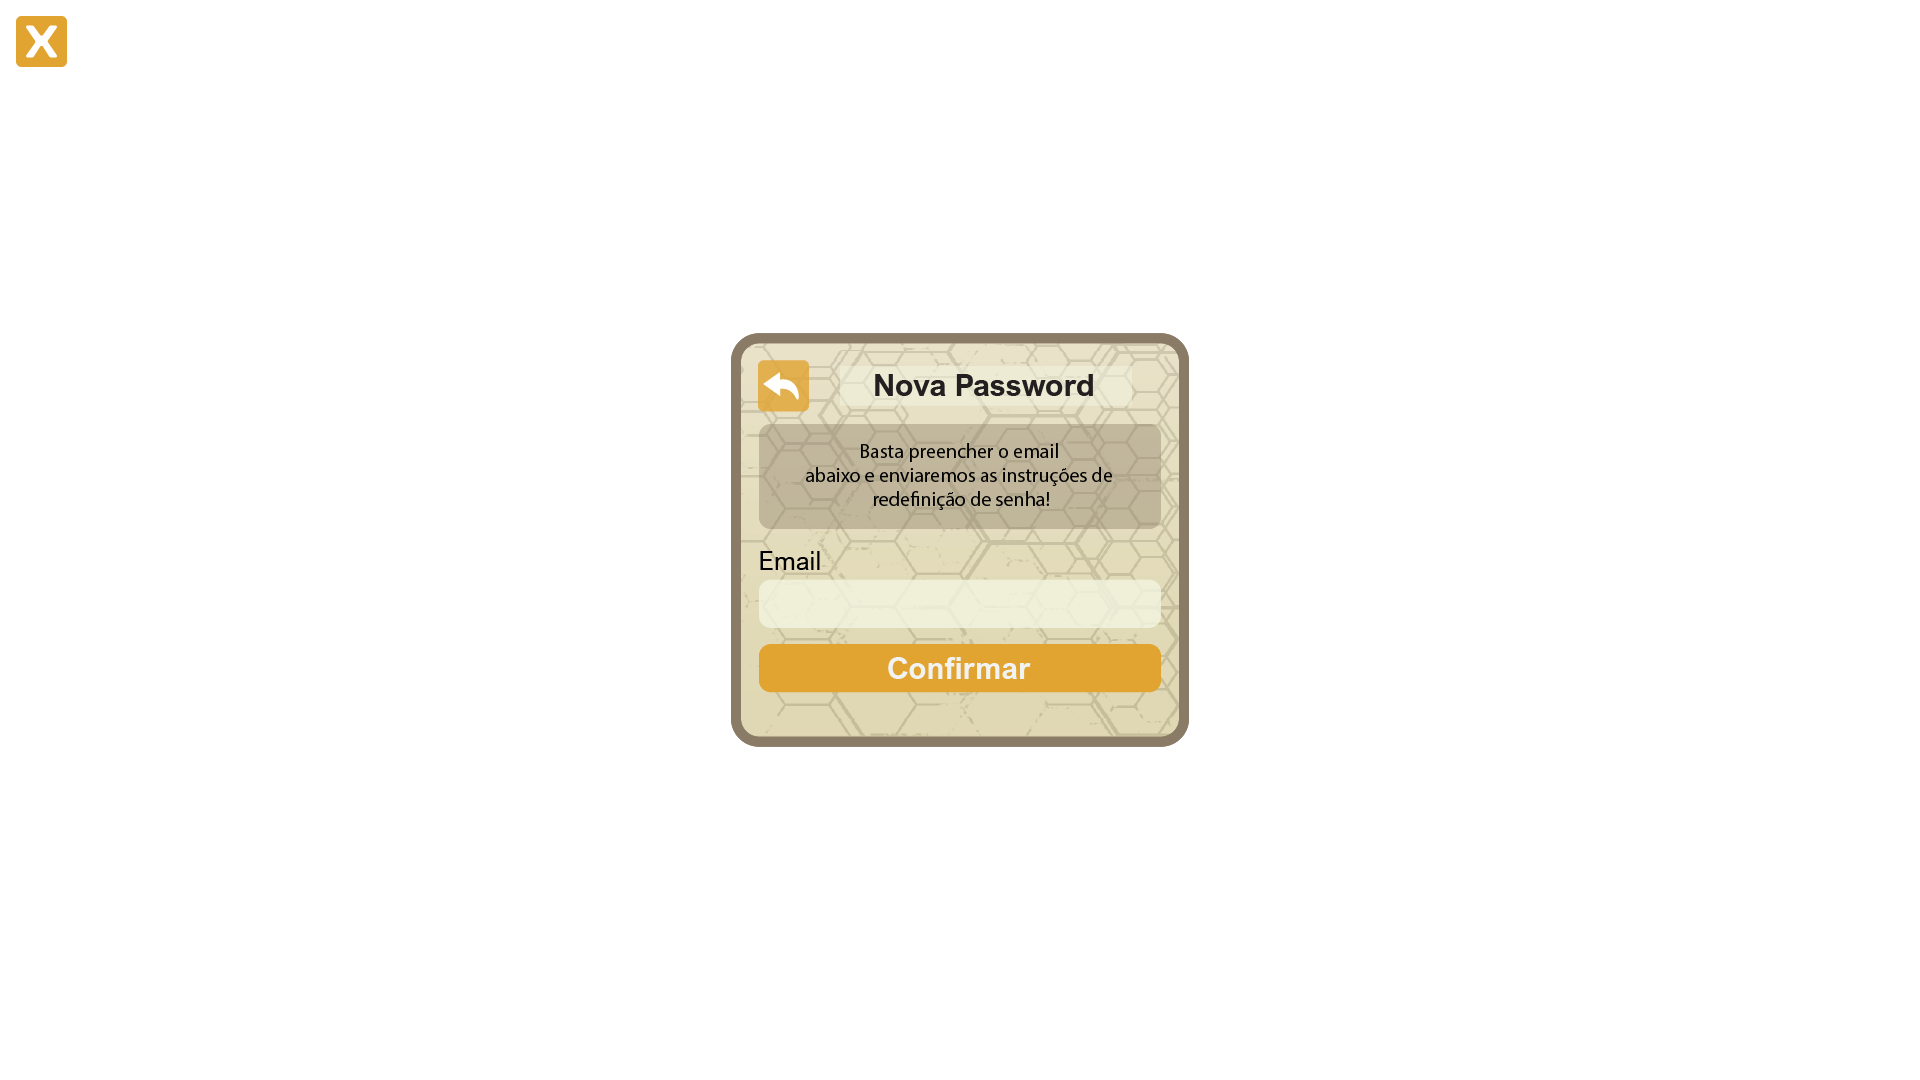 X
Nova Password
Basta preencher o email
abaixo e enviaremos as instruções de
redefinição de senha!
Email
Confirmar